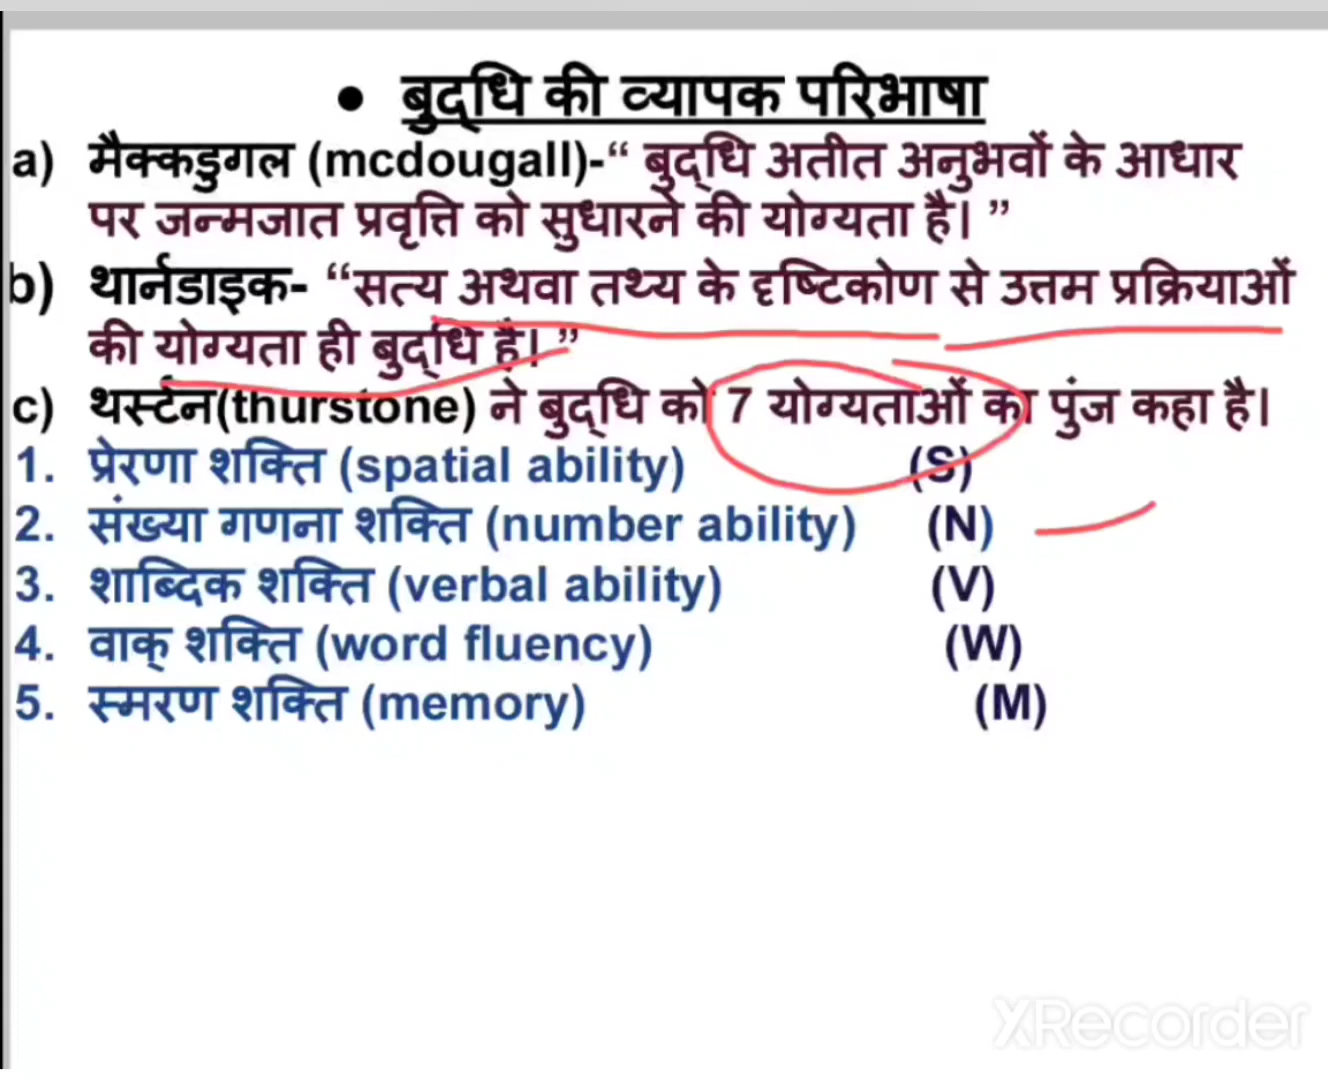 • बुद्धि की व्यापक परिभाषा
a) मैक्कडुगल (mcdougall)-“ बुद्धि अतीत अनुभवों के आधार
पर जन्मजात प्रवृत्ति को सुधारने की योग्यता है। ”
b) थार्नडाइक- “सत्य अथवा तथ्य के दृष्टिकोण से उत्तम प्रक्रियाओं
की योग्यता ही बुद्धि है। ”
c) थर्स्टन(thurstone) ने बुद्धि को 7 योग्यताओं का पुंज कहा है।
1. प्रेरणा शक्ति (spatial ability) (S)
2. संख्या गणना शक्ति (number ability) (N)
3. शाब्दिक शक्ति (verbal ability) (V)
4. वाक् शक्ति (word fluency) (W)
5. स्मरण शक्ति (memory) (M)
XRecorder